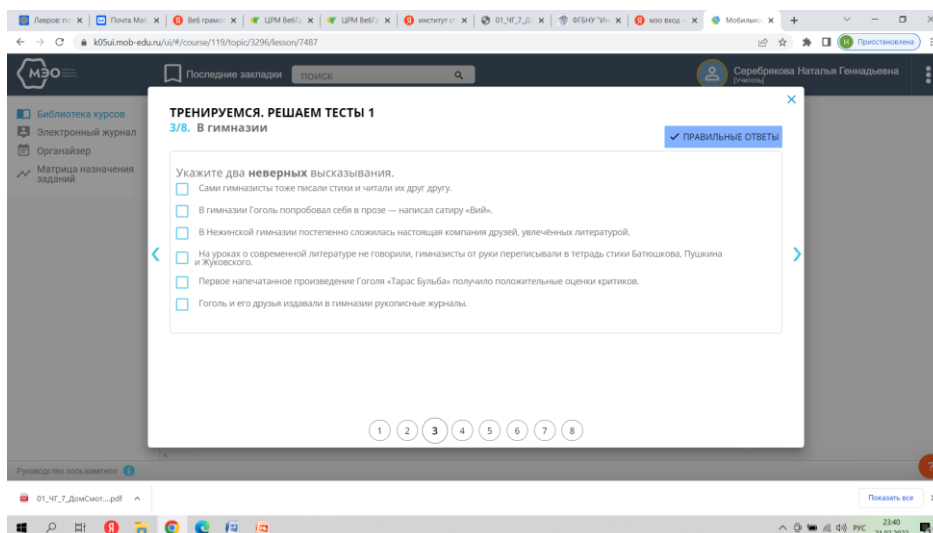 Лавров: по
Почта Mail
Веб грамот
ЦРМ ВебГр
ЦРМ ВебГр
институт с
01_ЧГ_7_До
ФГБНУ "Ин
мэо вход -
Мобильно
k05ui.mob-edu.ru/ui/#/course/119/topic/3296/lesson/7487
Н Приостановлена
МЭО
Последние закладки
поиск
Серебрякова Наталья Геннадьевна
[Учитель]
Библиотека курсов
Электронный журнал
Органайзер
Матрица назначения
заданий
ТРЕНИРУЕМСЯ. РЕШАЕМ ТЕСТЫ 1
3/8. В гимназии
ПРАВИЛЬНЫЕ ОТВЕТЫ
Укажите два неверных высказывания.
Сами гимназисты тоже писали стихи и читали их друг другу.
В гимназии Гоголь попробовал себя в прозе — написал сатиру «Вий».
В Нежинской гимназии постепенно сложилась настоящая компания друзей, увлечённых литературой.
На уроках о современной литературе не говорили, гимназисты от руки переписывали в тетрадь стихи Батюшкова, Пушкина
и Жуковского.
Первое напечатанное произведение Гоголя «Тарас Бульба» получило положительные оценки критиков.
Гоголь и его друзья издавали в гимназии рукописные журналы.
1 2 3 4 5 6 7 8
Руководство пользователя
?
01_ЧГ_7_ДомСмот....pdf
Показать все
РУС
23:40